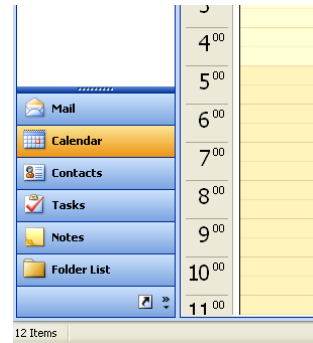 Mail
Calendar
Contacts
Tasks
Notes
Folder List
3
4 00
5 00
6 00
7 00
8 00
9 00
10 00
11 00
12 Items